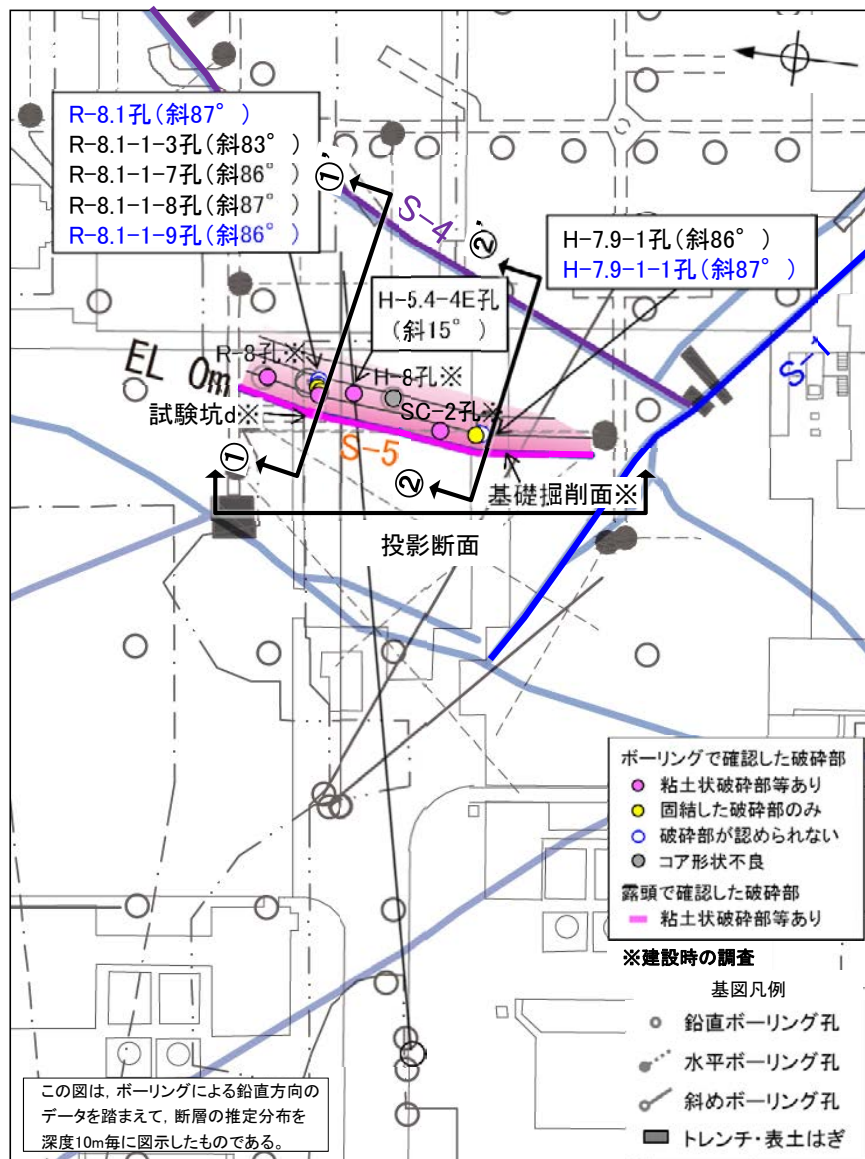 R-8.1孔(斜87°)
R-8.1-1-3孔(斜83°)
R-8.1-1-7孔(斜86°)
R-8.1-1-8孔(斜87°)
R-8.1-1-9孔(斜86°)
①’
S-4
②’
H-7.9-1孔(斜86°)
H-7.9-1-1孔(斜87°)
H-5.4-4E孔
(斜15°)
EL 0m
R-8孔※
H-8孔※
試験坑d※
SC-2孔※
S-5
S-1
①
②
基礎掘削面※
投影断面
ボーリングで確認した破砕部
粘土状破砕部等あり
固結した破砕部のみ
破砕部が認められない
コア形状不良
露頭で確認した破砕部
粘土状破砕部等あり
※建設時の調査
基図凡例
鉛直ボーリング孔
水平ボーリング孔
斜めボーリング孔
トレンチ・表土はぎ
この図は，ボーリングによる鉛直方向の
データを踏まえて，断層の推定分布を
深度10m毎に図示したものである。